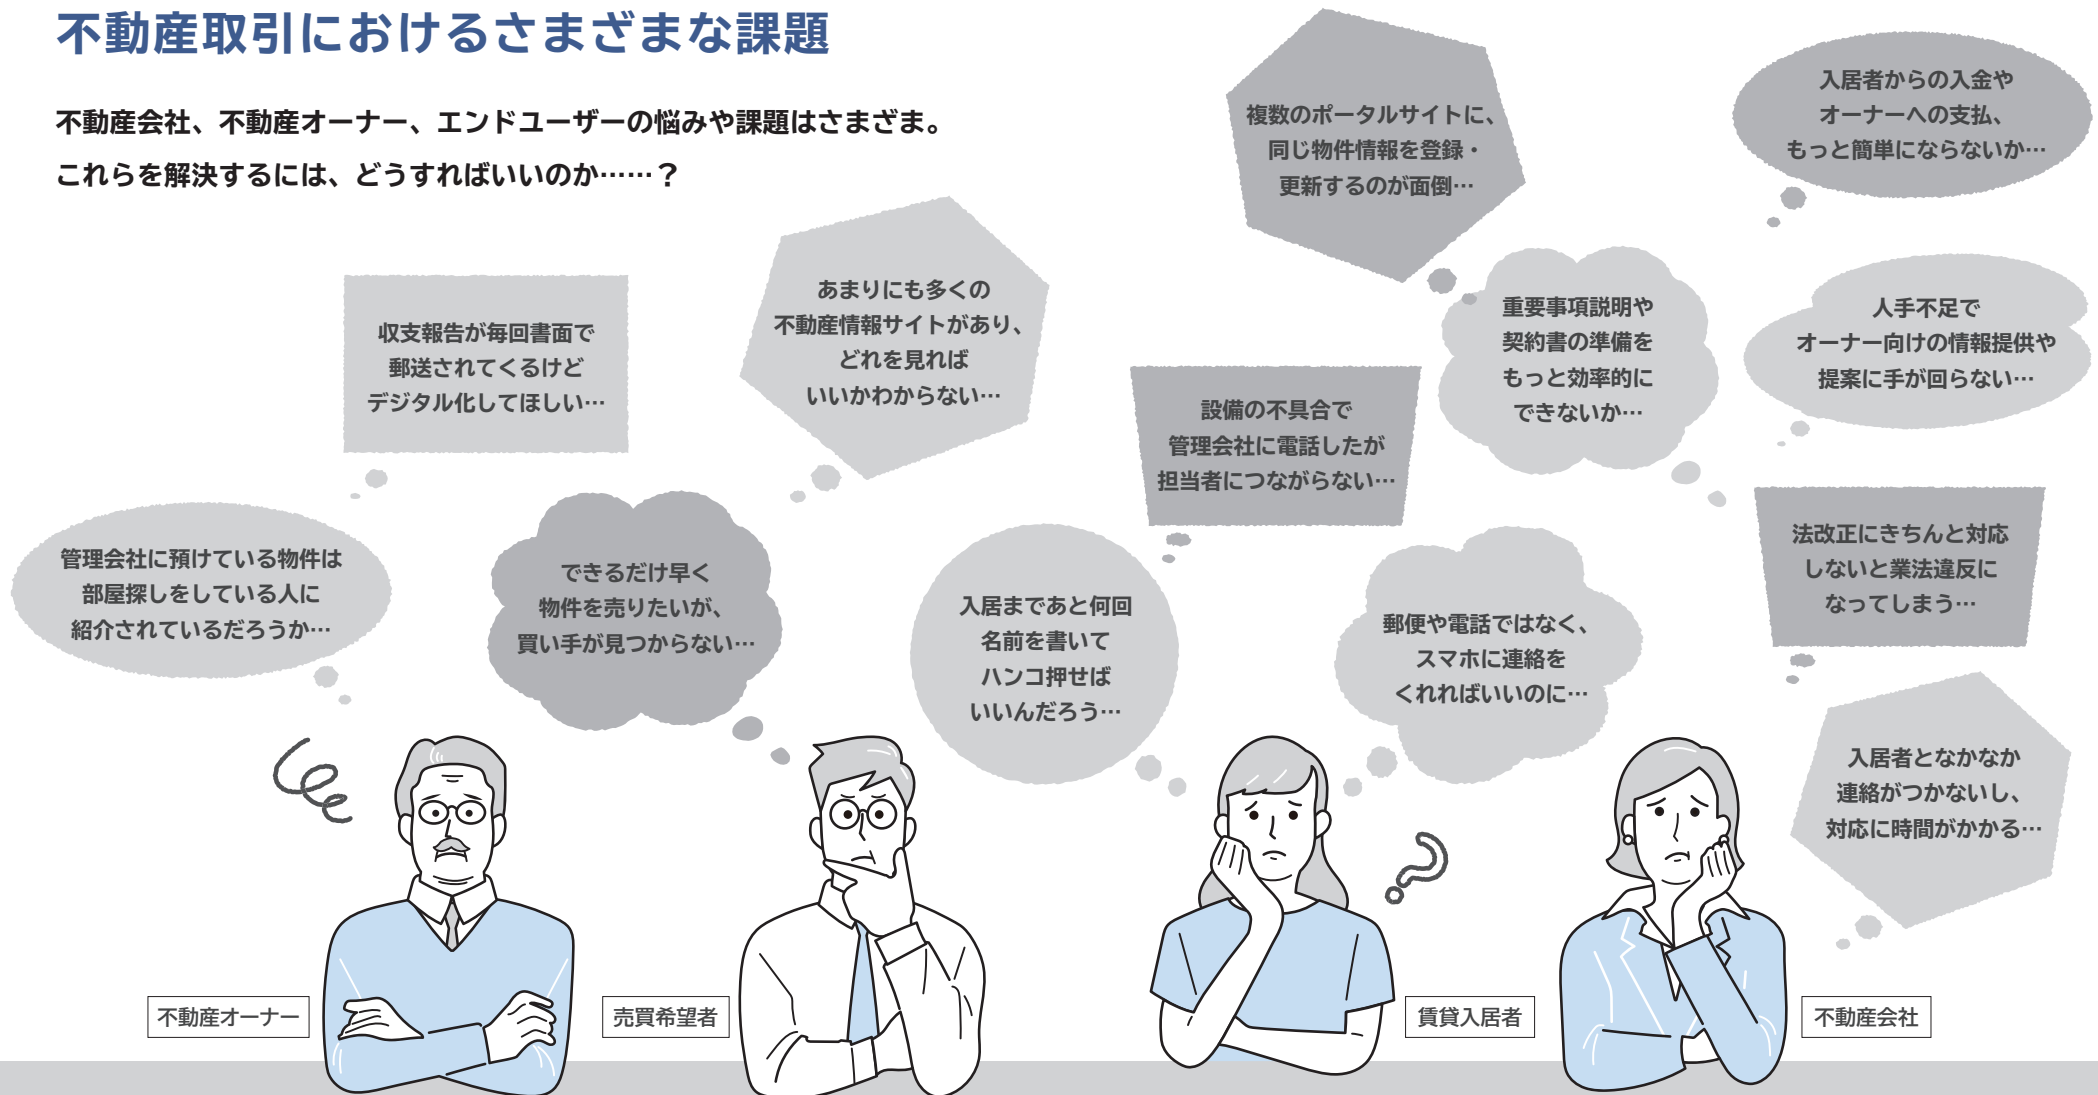 不動産取引におけるさまざまな課題
不動産会社、不動産オーナー、エンドユーザーの悩みや課題はさまざま。
これらを解決するには、どうすればいいのか……？
収支報告が毎回書面で
郵送されてくるけど
デジタル化してほしい…
管理会社に預けている物件は
部屋探しをしている人に
紹介されているだろうか…
不動産オーナー
あまりにも多くの
不動産情報サイトがあり、
どれを見れば
いいかわからない…
できるだけ早く
物件を売りたいが、
買い手が見つからない…
売買希望者
設備の不具合で
管理会社に電話したが
担当者につながらない…
入居まであと何回
名前を書いて
ハンコ押せば
いいんだろう…
郵便や電話ではなく、
スマホに連絡を
くれればいいのに…
賃貸入居者
複数のポータルサイトに、
同じ物件情報を登録・
更新するのが面倒…
入居者からの入金や
オーナーへの支払、
もっと簡単にならないか…
重要事項説明や
契約書の準備を
もっと効率的に
できないか…
人手不足で
オーナー向けの情報提供や
提案に手が回らない…
法改正にきちんと対応
しないと業法違反に
なってしまう…
入居者となかなか
連絡がつかないし、
対応に時間がかかる…
不動産会社